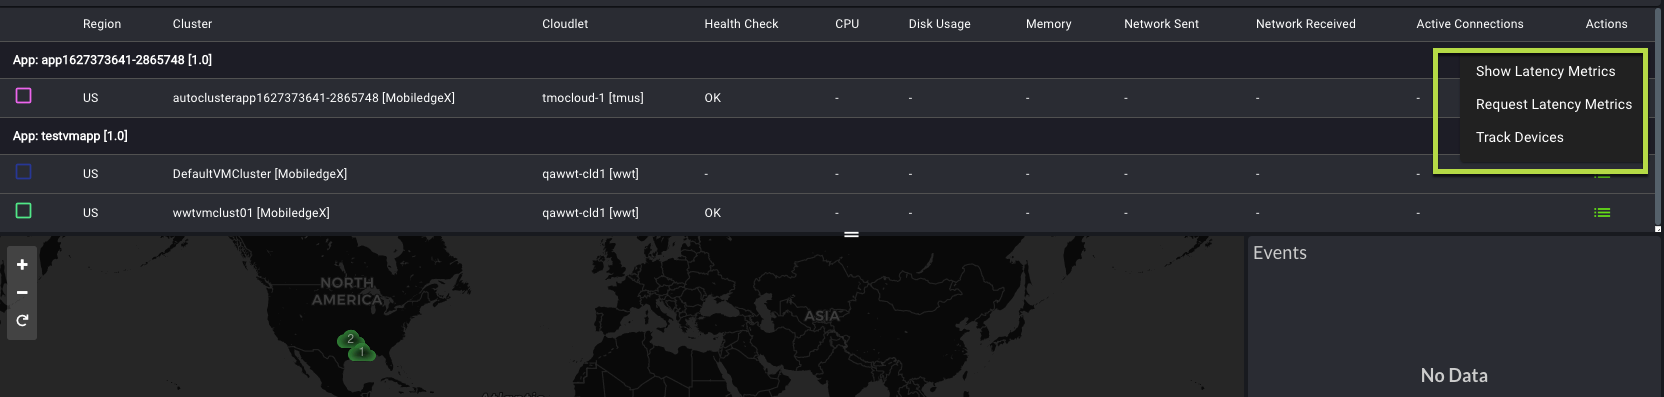 Region Cluster Cloudlet Health Check CPU Disk Usage Memory Network Sent Network Received Active Connections Actions
App: app1627373641-2865748 [1.0]
Show Latency Metrics
US autoclusterapp1627373641-2865748 [MobiledgeX] tmocloud-1 [tmus] OK - - - - - -
Request Latency Metrics
App: testvmapp [1.0]
Track Devices
US DefaultVMCluster [MobiledgeX] qawwt-cld1 [wwt] - - - - - - -
US wwtvmclust01 [MobiledgeX] qawwt-cld1 [wwt] OK - - - - - -
+
−
Events
NORTH
AMERICA
ASIA
2
1
No Data